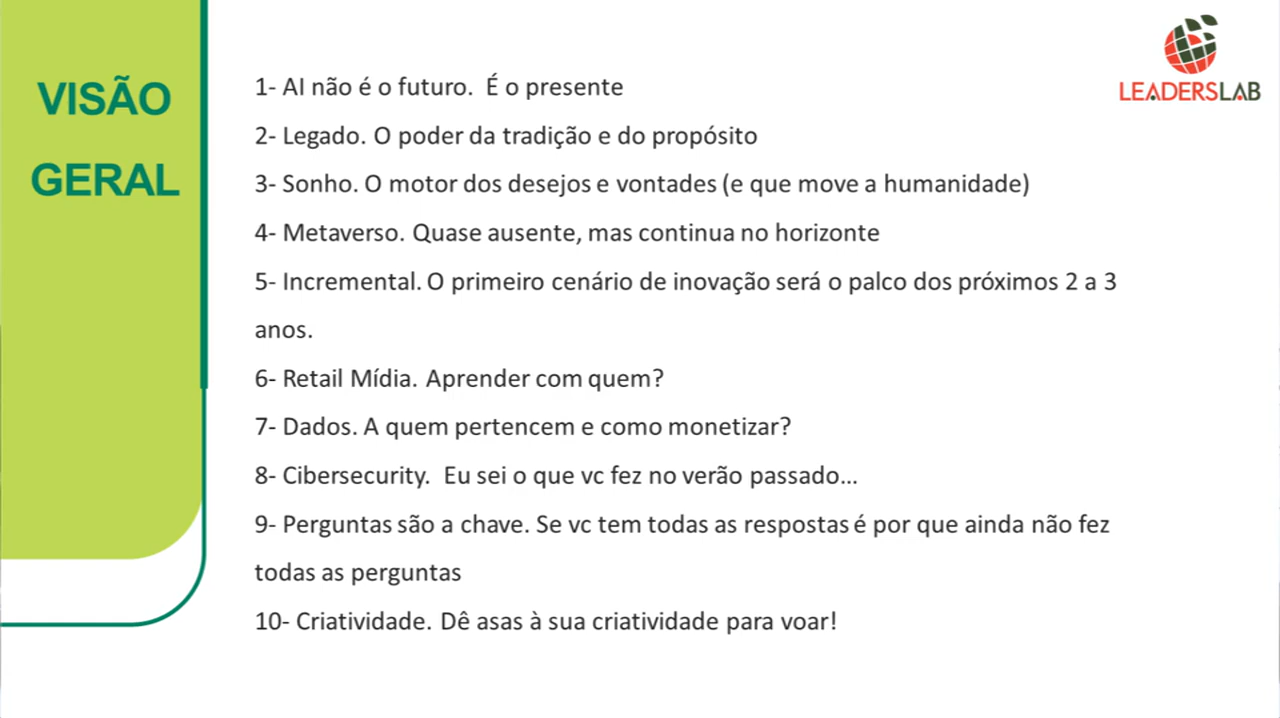 VISÃO
GERAL
LEADERSLAB
1- AI não é o futuro.  É o presente
2- Legado. O poder da tradição e do propósito
3- Sonho. O motor dos desejos e vontades (e que move a humanidade)
4- Metaverso. Quase ausente, mas continua no horizonte
5- Incremental. O primeiro cenário de inovação será o palco dos próximos 2 a 3
anos.
6- Retail Mídia. Aprender com quem?
7- Dados. A quem pertencem e como monetizar?
8- Cibersecurity.  Eu sei o que vc fez no verão passado...
9- Perguntas são a chave. Se vc tem todas as respostas é por que ainda não fez
todas as perguntas
10- Criatividade. Dê asas à sua criatividade para voar!